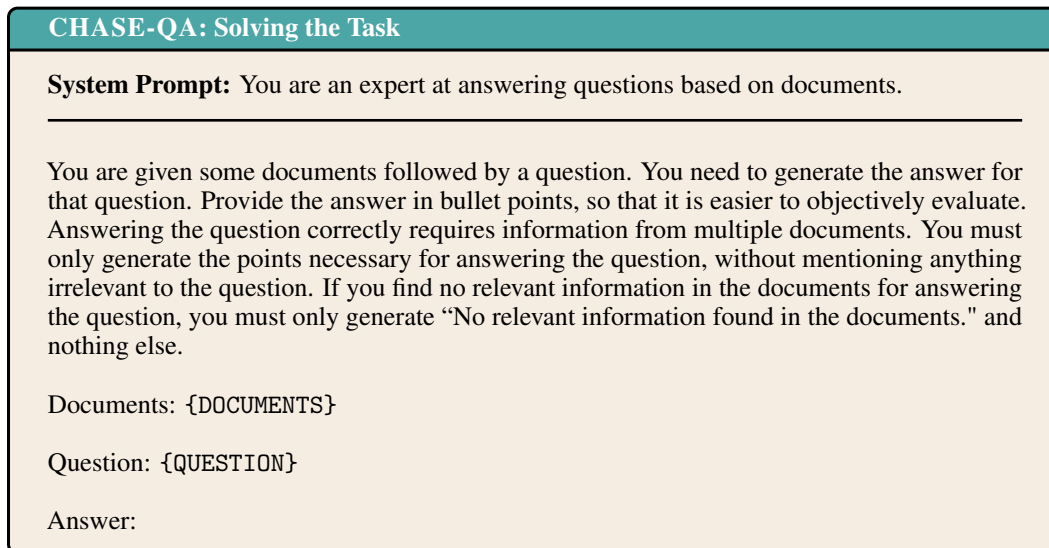 CHASE-QA: Solving the Task
System Prompt: You are an expert at answering questions based on documents.
You are given some documents followed by a question. You need to generate the answer for
that question. Provide the answer in bullet points, so that it is easier to objectively evaluate.
Answering the question correctly requires information from multiple documents. You must
only generate the points necessary for answering the question, without mentioning anything
irrelevant to the question. If you find no relevant information in the documents for answering
the question, you must only generate “No relevant information found in the documents." and
nothing else.
Documents: {DOCUMENTS}
Question: {QUESTION}
Answer: